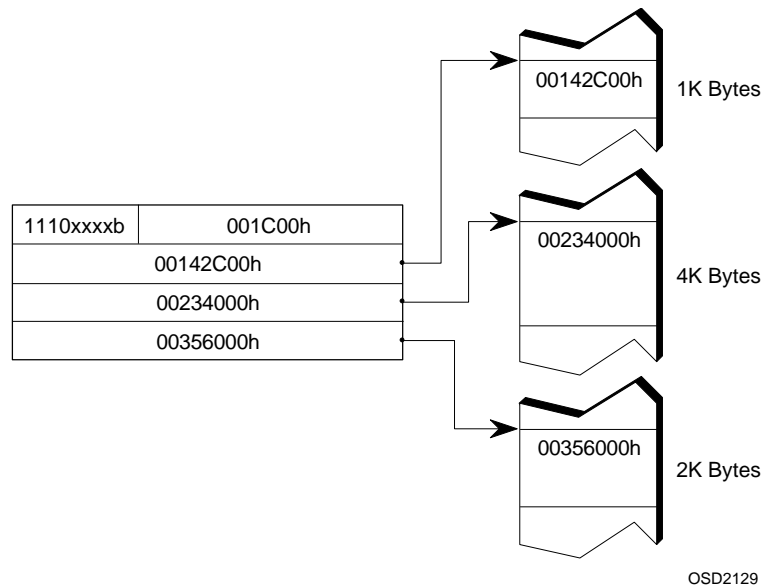 00142C00h
1K Bytes
1110xxxxb 001C00h
00142C00h
00234000h
00356000h
00234000h
4K Bytes
00356000h
2K Bytes
OSD2129